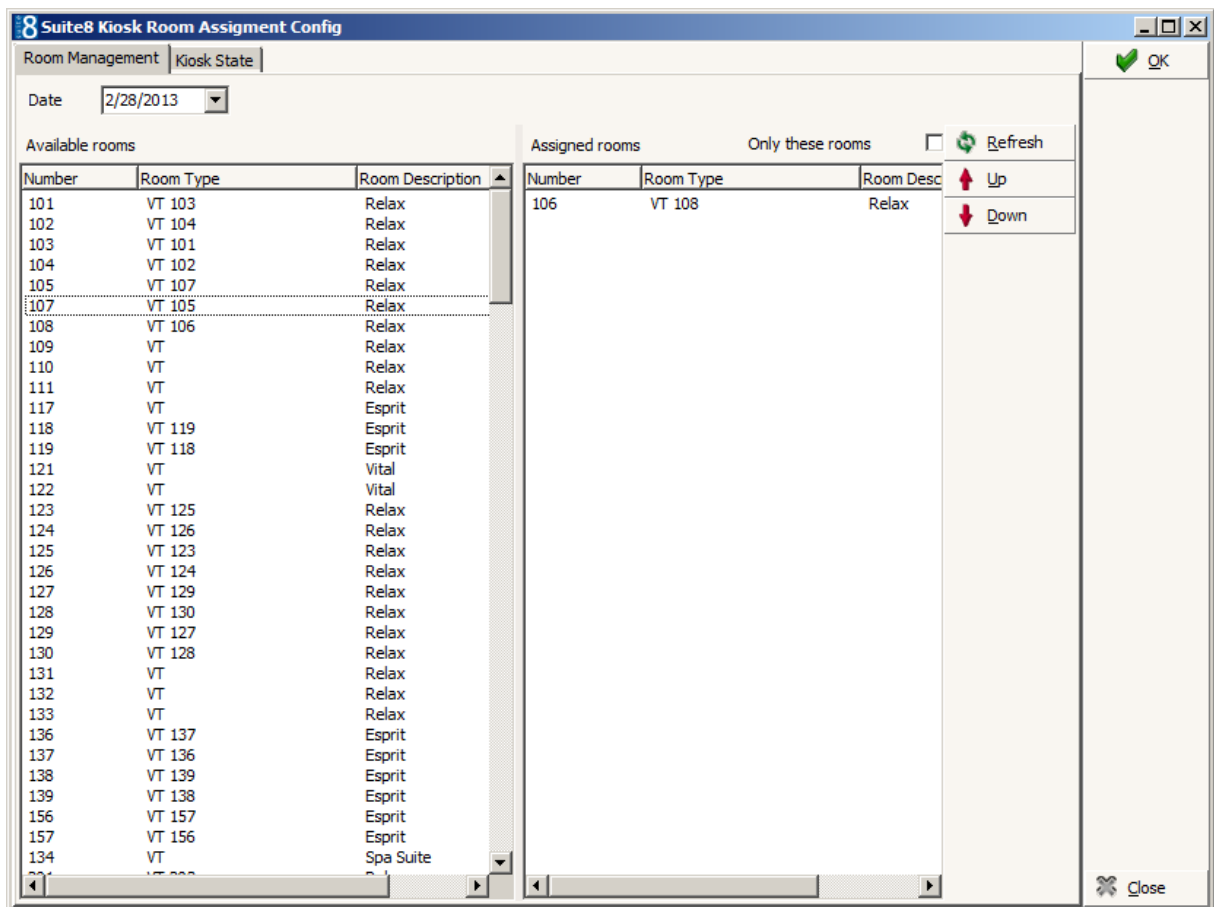 8 Suite8 Kiosk Room Assigment Config
Room Management Kiosk State
OK
Date 2/28/2013
Available rooms
Assigned rooms Only these rooms
Refresh
Up
Down
Number Room Type Room Description
101 VT 103 Relax
102 VT 104 Relax
103 VT 101 Relax
104 VT 102 Relax
105 VT 107 Relax
107 VT 105 Relax
108 VT 106 Relax
109 VT Relax
110 VT Relax
111 VT Relax
117 VT Esprit
118 VT 119 Esprit
119 VT 118 Esprit
121 VT Vital
122 VT Vital
123 VT 125 Relax
124 VT 126 Relax
125 VT 123 Relax
126 VT 124 Relax
127 VT 129 Relax
128 VT 130 Relax
129 VT 127 Relax
130 VT 128 Relax
131 VT Relax
132 VT Relax
133 VT Relax
136 VT 137 Esprit
137 VT 136 Esprit
138 VT 139 Esprit
139 VT 138 Esprit
156 VT 157 Esprit
157 VT 156 Esprit
134 VT Spa Suite
Number Room Type Room Desc
106 VT 108 Relax
Close